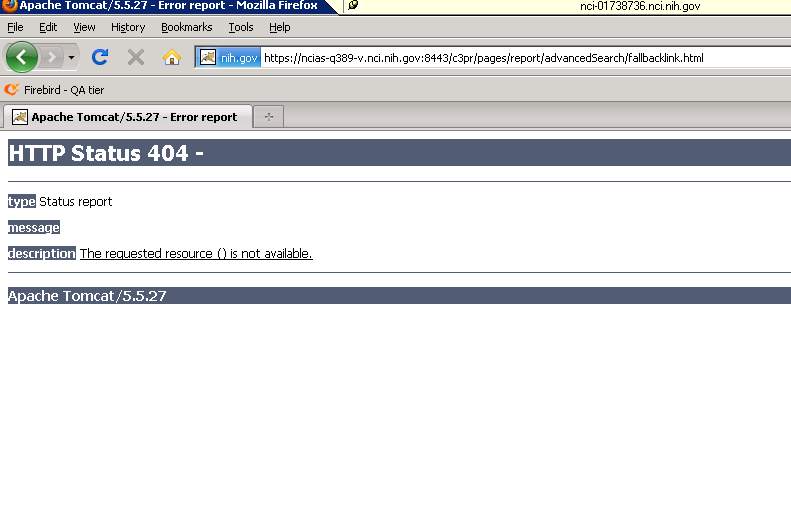 Apache Tomcat/5.5.27 - Error report - Mozilla Firefox
nci-01738736.nci.nih.gov
File Edit View History Bookmarks Tools Help
nih.gov https://ncias-q389-v.nci.nih.gov:8443/c3pr/pages/report/advancedSearch/fallbacklink.html
Firebird - QA tier
Apache Tomcat/5.5.27 - Error report
HTTP Status 404 -
type Status report
message
description The requested resource () is not available.
Apache Tomcat/5.5.27